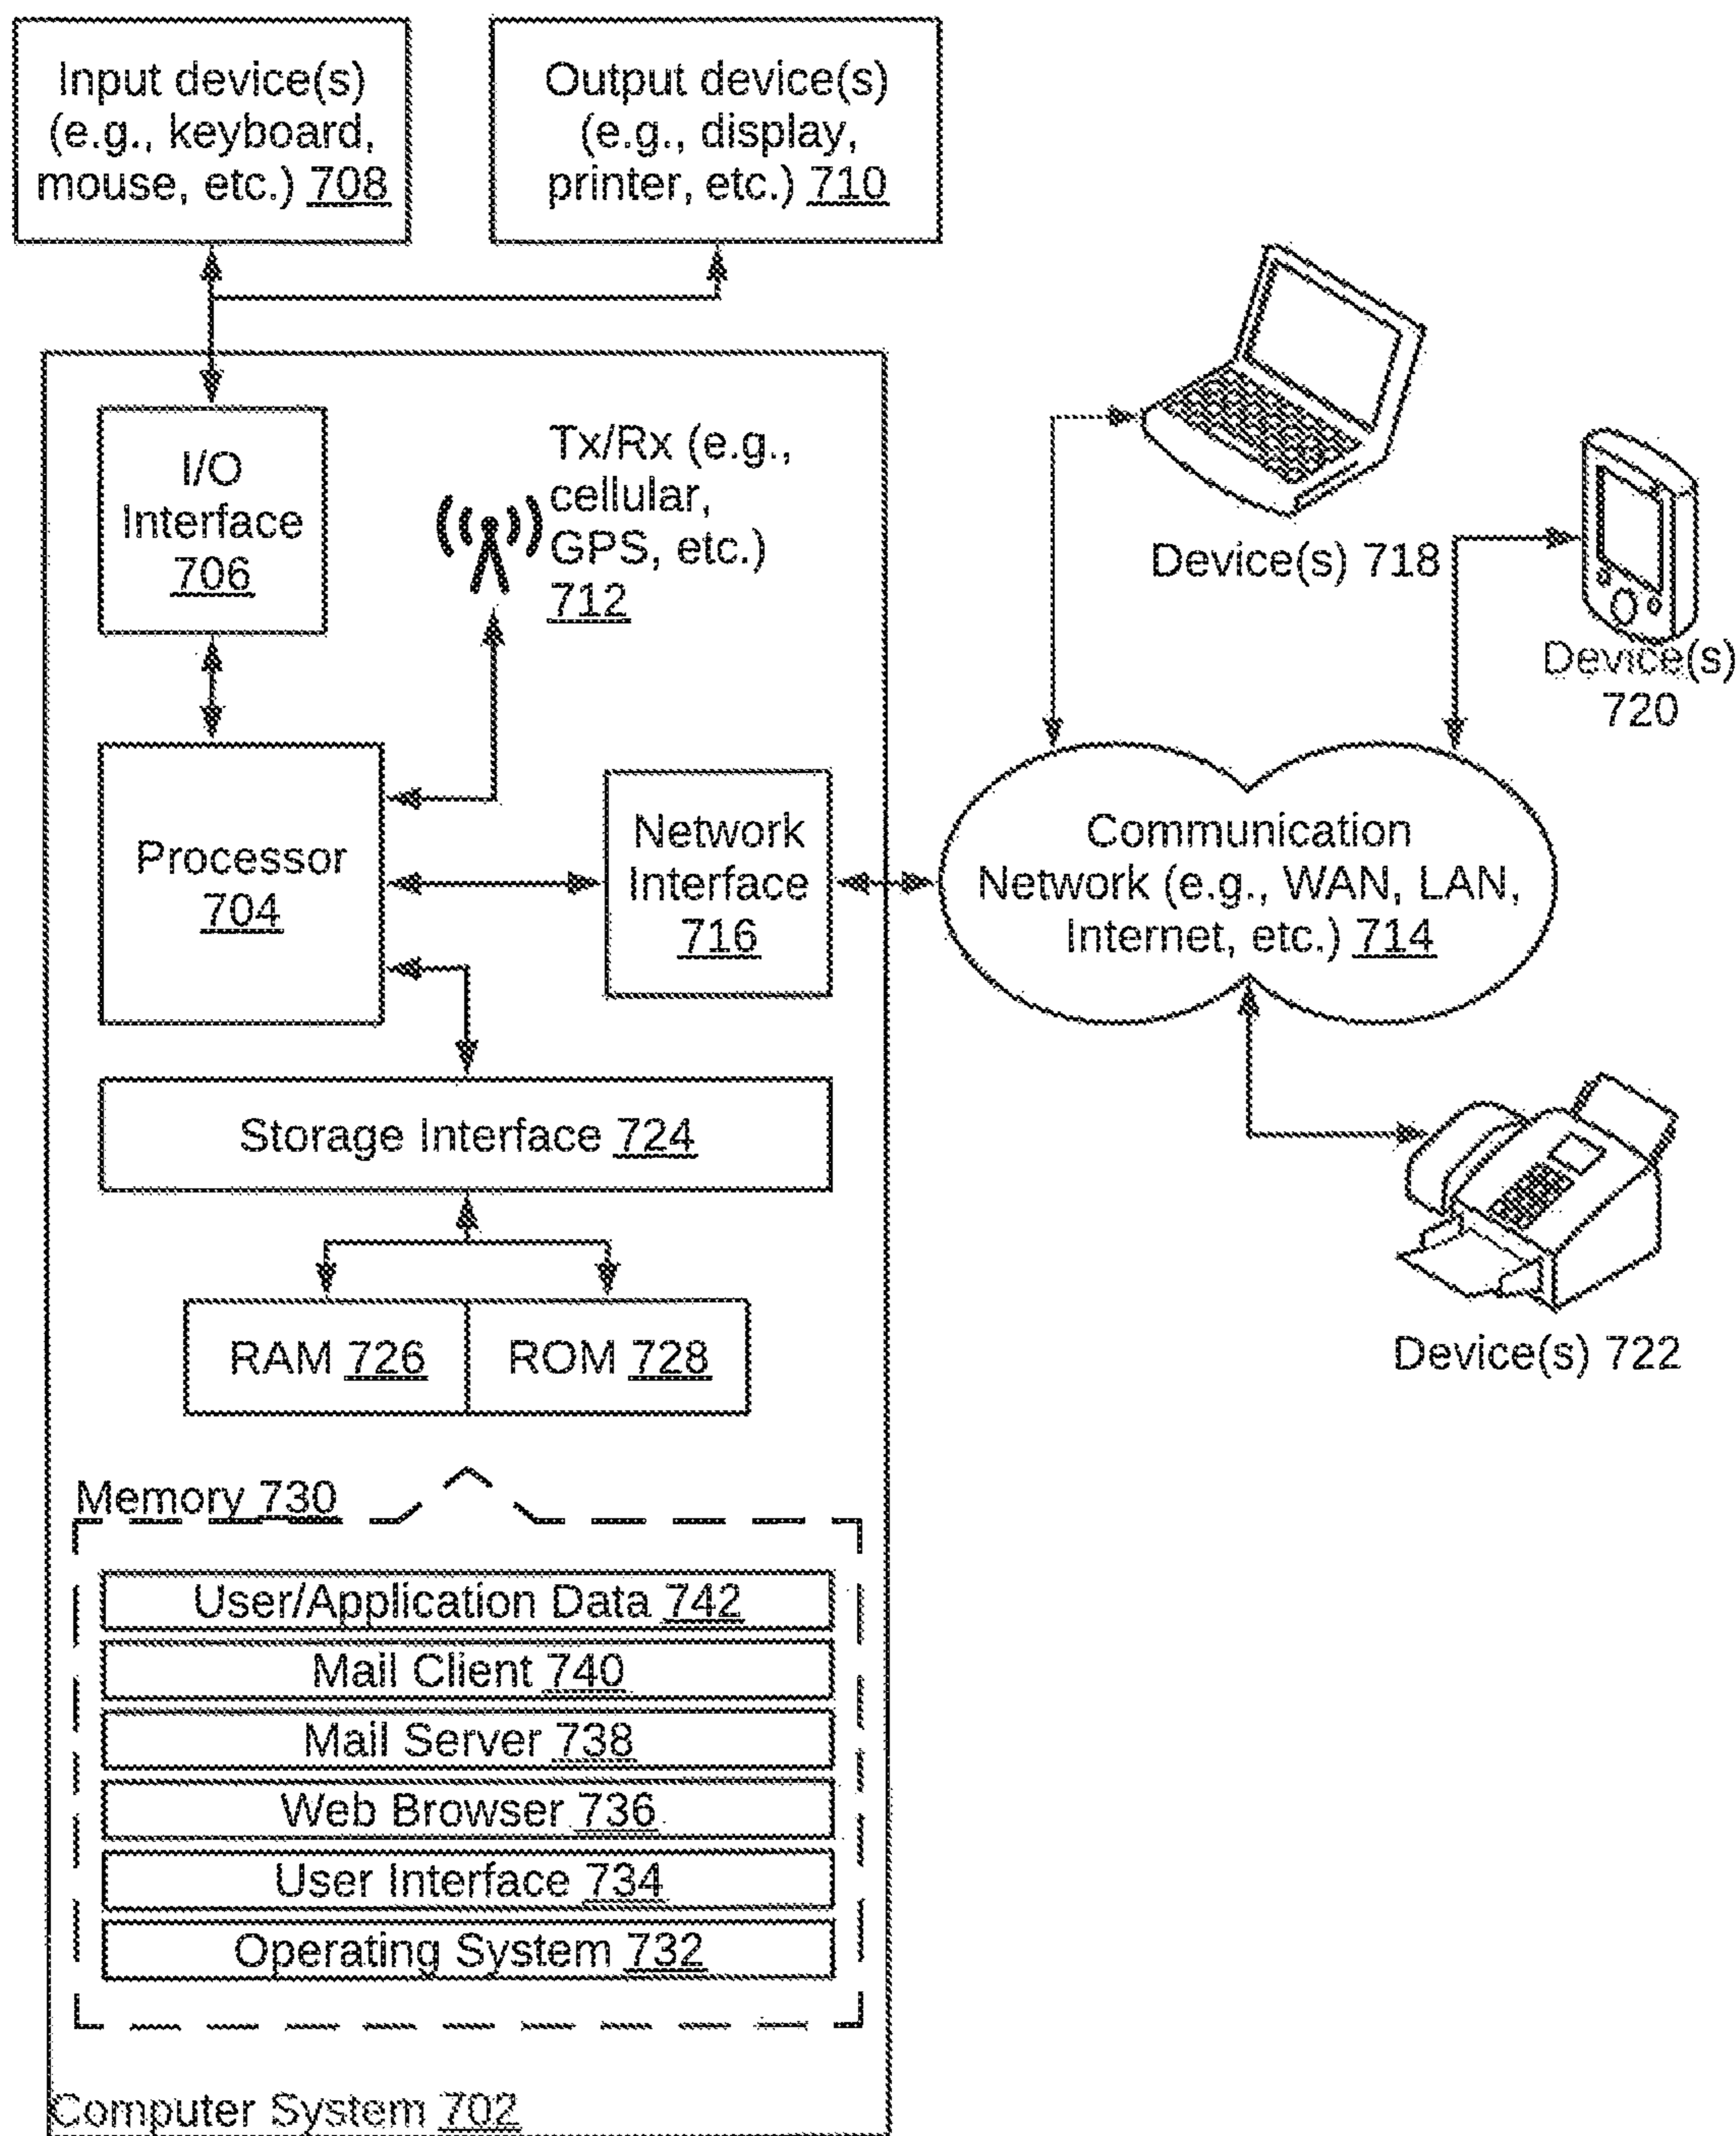 Input device(s)
(e.g., keyboard,
mouse, etc.) 708
Output device(s)
(e.g., display,
printer, etc.) 710
I/O
Interface
706
Tx/Rx (e.g.,
cellular,
GPS, etc.)
712
Device(s) 718
Device(s)
720
Processor
704
Network
Interface
716
Communication
Network (e.g., WAN, LAN,
Internet, etc.) 714
Storage Interface 724
RAM 726
ROM 728
Device(s) 722
Memory 730
User/Application Data 742
Mail Client 740
Mail Server 738
Web Browser 736
User Interface 734
Operating System 732
Computer System 702